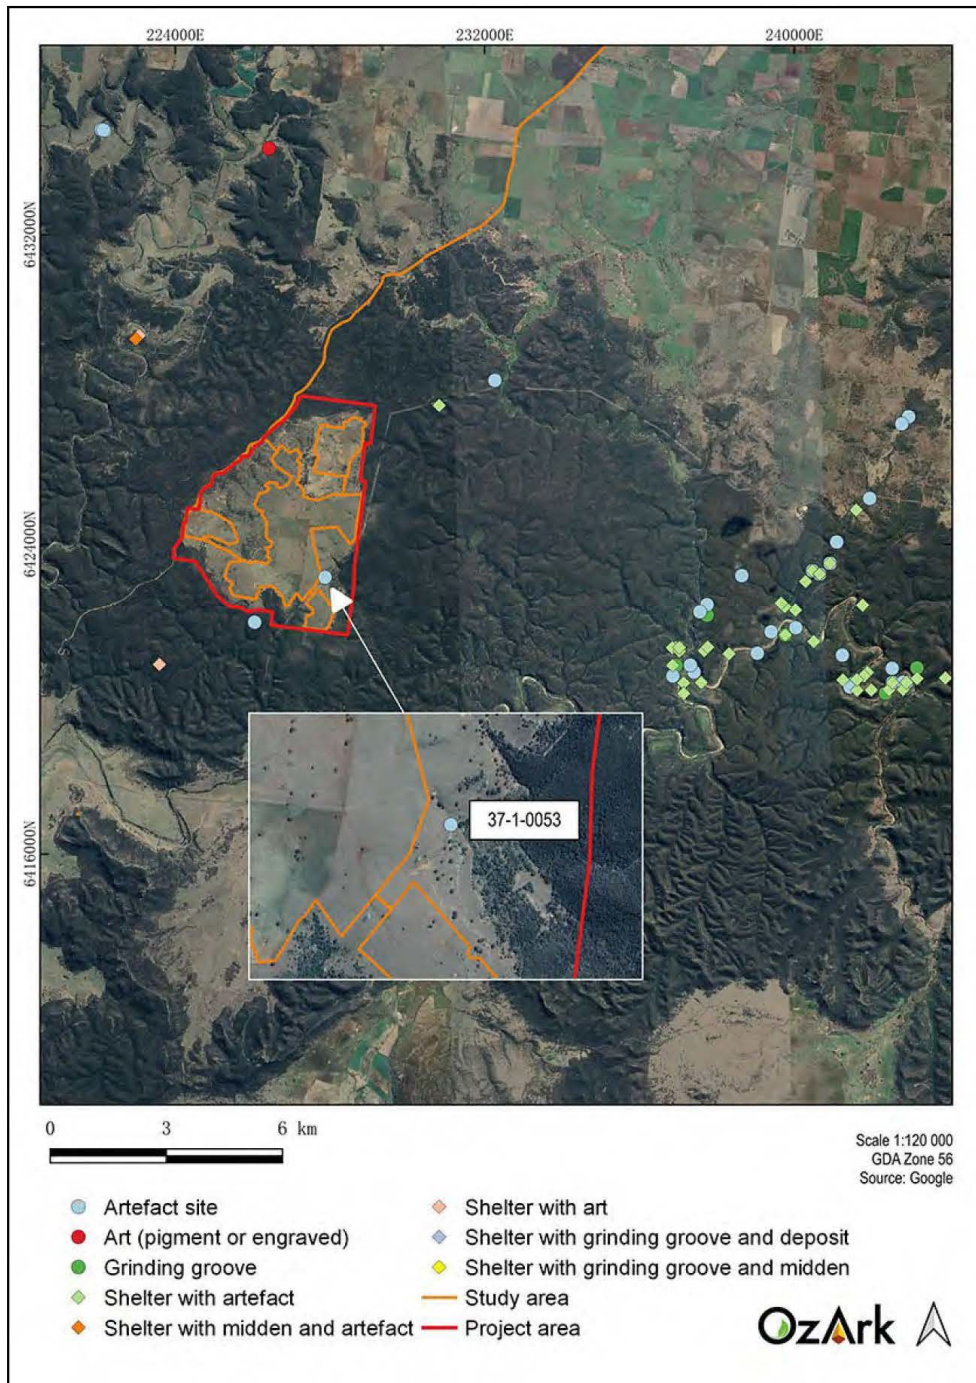 224000E 232000E 240000E
6432000N
6424000N
6416000N
37-1-0053
0 3 6 km
Scale 1:120 000
GDA Zone 56
Source: Google
Artefact site
Art (pigment or engraved)
Grinding groove
Shelter with artefact
Shelter with midden and artefact
Shelter with art
Shelter with grinding groove and deposit
Shelter with grinding groove and midden
Study area
Project area
OzArk